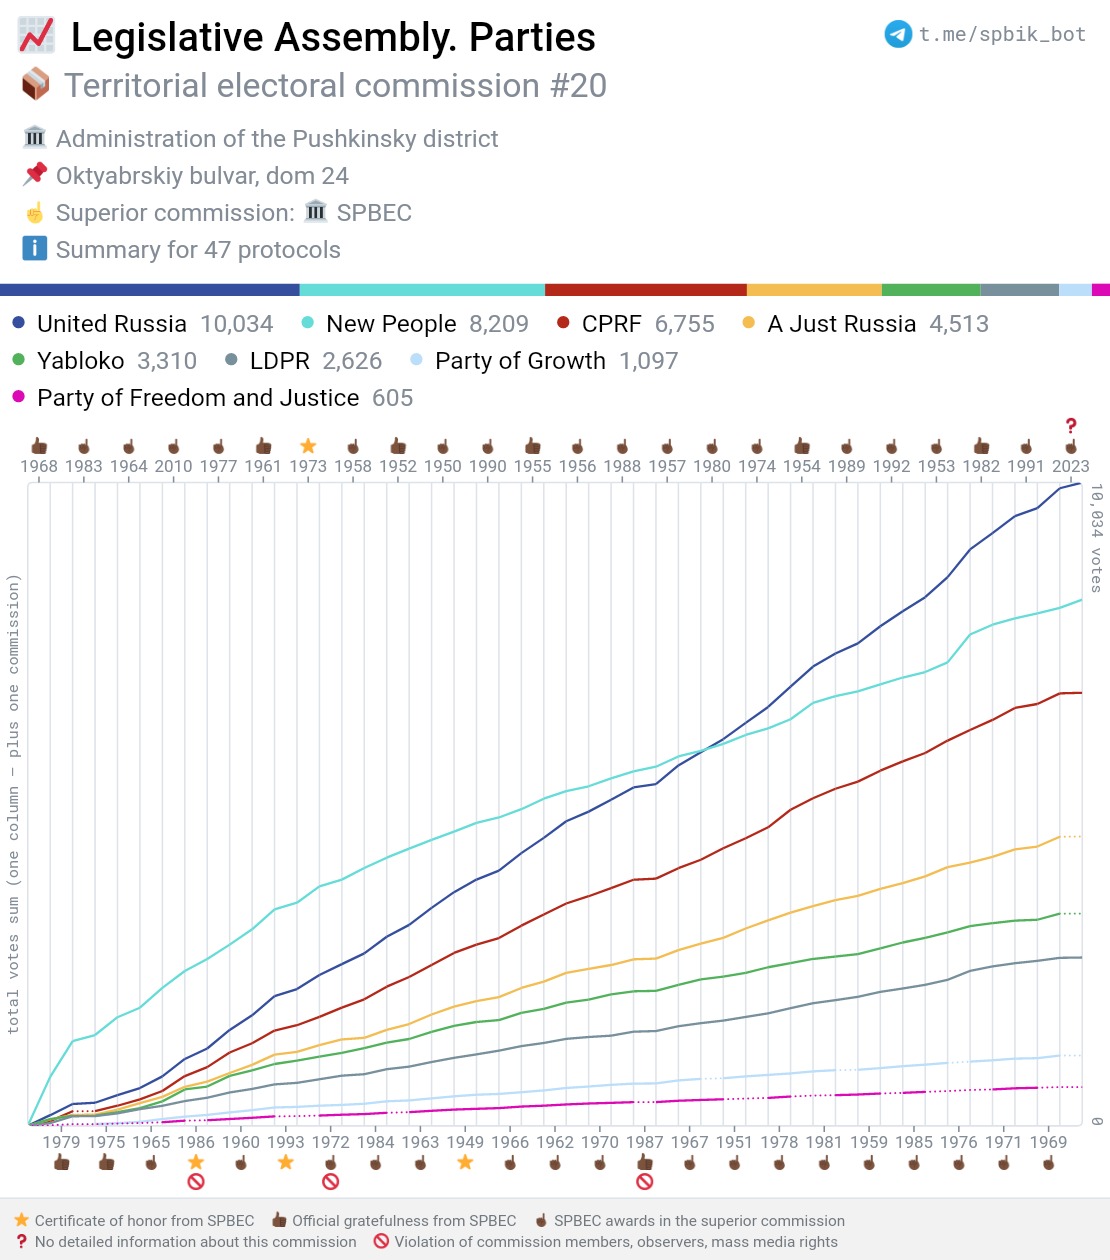 Legislative Assembly. Parties
t.me/spbik_bot
Territorial electoral commission #20
Administration of the Pushkinsky district
Oktyabrskiy bulvar, dom 24
Superior commission: SPBEC
Summary for 47 protocols
United Russia 10,034 New People 8,209 CPRF 6,755 A Just Russia 4,513
Yabloko 3,310 LDPR 2,626 Party of Growth 1,097
Party of Freedom and Justice 605
1968 1983 1964 2010 1977 1961 1973 1958 1952 1950 1990 1955 1956 1988 1957 1980 1974 1954 1989 1992 1953 1982 1991 2023
10,034 votes
total votes sum (one column – plus one commission)
0
1979 1975 1965 1986 1960 1993 1972 1984 1963 1949 1966 1962 1970 1987 1967 1951 1978 1981 1959 1985 1976 1971 1969
Certificate of honor from SPBEC Official gratefulness from SPBEC SPBEC awards in the superior commission
No detailed information about this commission Violation of commission members, observers, mass media rights